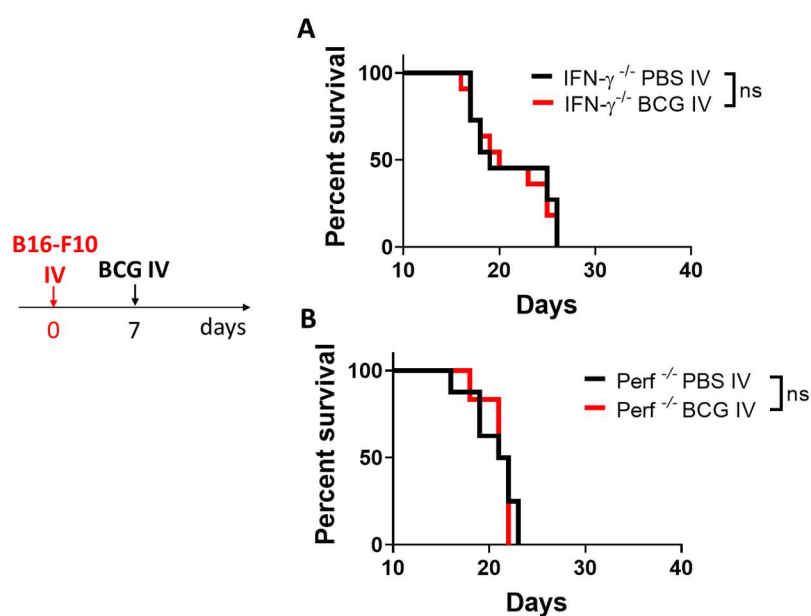 B16-F10
IV
BCG IV
0
7
days
A
Percent survival
100
50
0
10
20
30
40
Days
IFN-γ -/- PBS IV
IFN-γ -/- BCG IV
ns
B
Percent survival
100
50
0
10
20
30
40
Days
Perf -/- PBS IV
Perf -/- BCG IV
ns